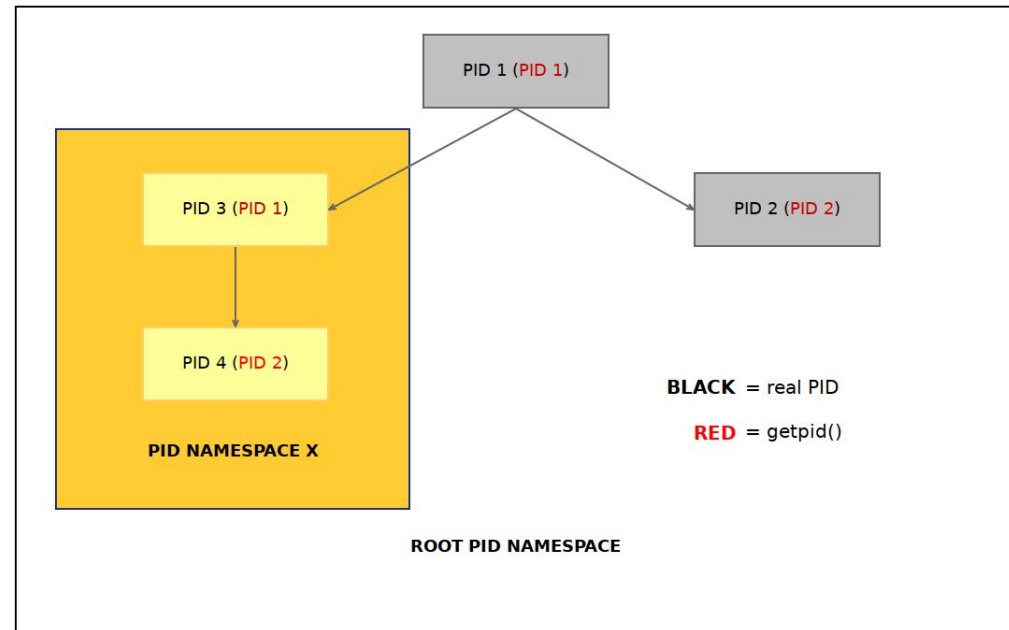 PID 1 (PID 1)
PID 3 (PID 1)
PID 2 (PID 2)
PID 4 (PID 2)
BLACK = real PID
RED = getpid()
PID NAMESPACE X
ROOT PID NAMESPACE